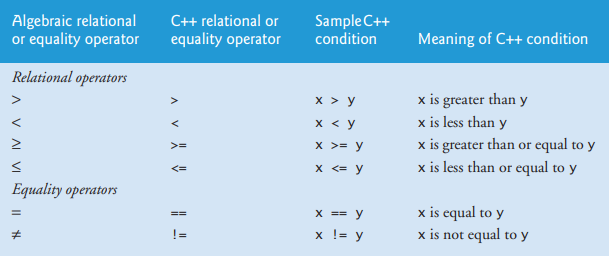 Algebraic relational or equality operator C++ relational or equality operator Sample C++ condition Meaning of C++ condition
Relational operators
> > x > y x is greater than y
< < x < y x is less than y
≥ >= x >= y x is greater than or equal to y
≤ <= x <= y x is less than or equal to y
Equality operators
= == x == y x is equal to y
≠ != x != y x is not equal to y